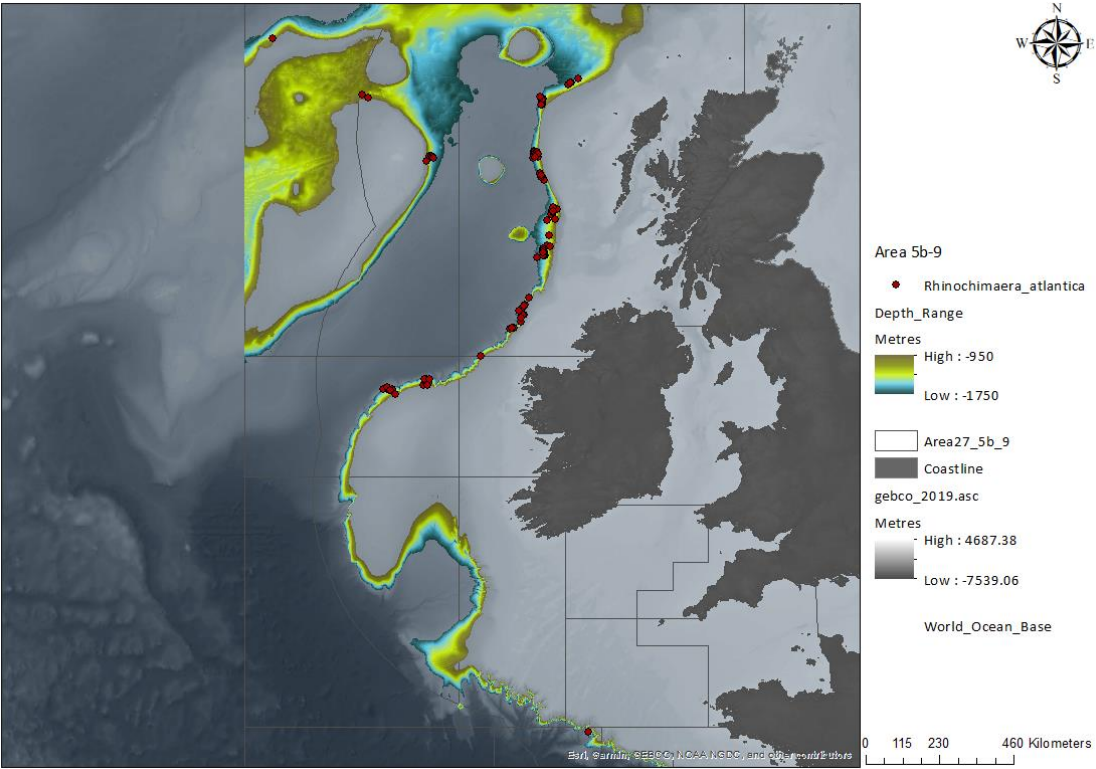 N
W E
S
Area 5b-9
Rhinochimaera_atlantica
Depth_Range
Metres
High : -950
Low : -1750
Area27_5b_9
Coastline
gebco_2019.asc
Metres
High : 4687.38
Low : -7539.06
World_Ocean_Base
0 115 230 460 Kilometers
Esri, Garmin, GEBCO, NOAA NGDC, and other contributors